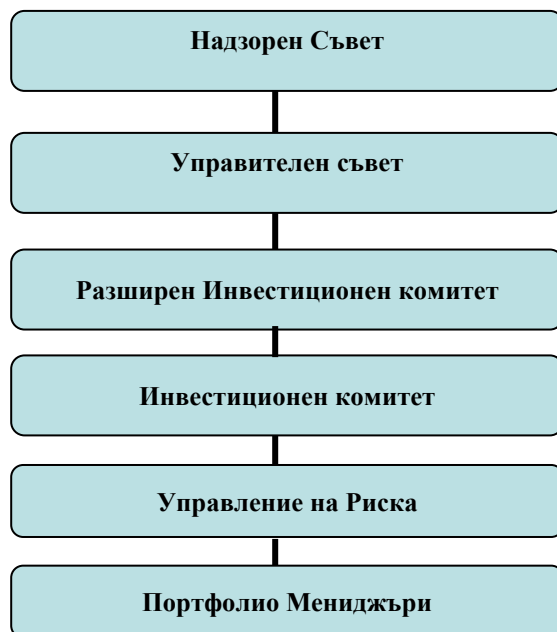 Надзорен Съвет
Управителен съвет
Разширен Инвестиционен комитет
Инвестиционен комитет
Управление на Риска
Портфолио Мениджъри